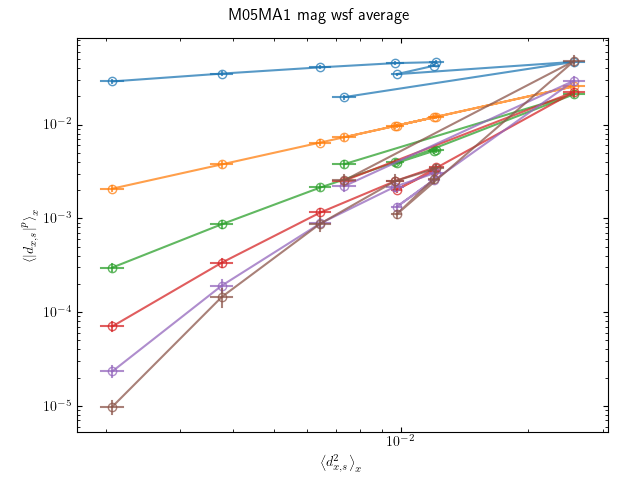 M05MA1 mag wsf average
⟨|d_{x,s}|^p⟩_x
10^{-2}
10^{-3}
10^{-4}
10^{-5}
10^{-2}
⟨d_{x,s}^2⟩_x